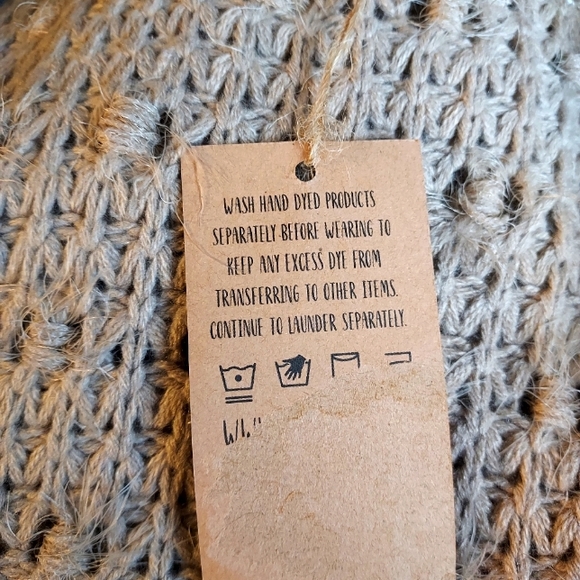 WASH HAND DYED PRODUCTS
SEPARATELY BEFORE WEARING TO
KEEP ANY EXCESS DYE FROM
TRANSFERRING TO OTHER ITEMS.
CONTINUE TO LAUNDER SEPARATELY.